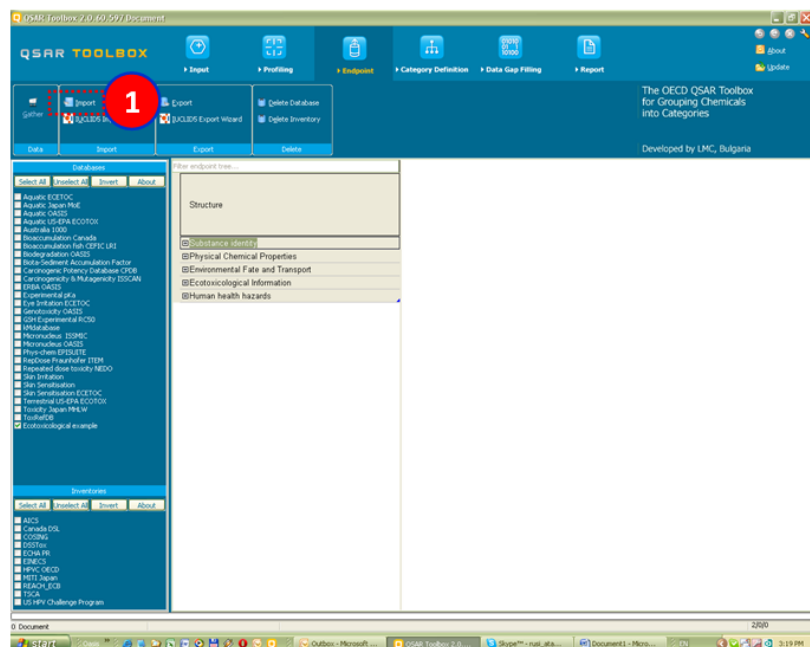 QSAR Toolbox 2.0.60.597 Document
QSAR TOOLBOX
Input
Profiling
Endpoint
Category Definition
Data Gap Filling
Report
About
Update
Gather
Import
1
Export
IUCLID5 Export Wizard
Delete Database
Delete Inventory
Data
Import
Export
Delete
The OECD QSAR Toolbox
for Grouping Chemicals
into Categories
Developed by LMC, Bulgaria
Databases
Select All Unselect All Invert About
Aquatic ECETOC
Aquatic Japan MoE
Aquatic OASIS
Aquatic US-EPA ECOTOX
Australia 1000
Bioaccumulation Canada
Bioaccumulation fish CEFIC LRI
Biodegradation OASIS
Biota-Sediment Accumulation Factor
Carcinogenic Potency Database CPDB
Carcinogenicity & Mutagenicity ISSCAN
ERBA OASIS
Experimental pKa
Eye Irritation ECETOC
Genotoxicity OASIS
GSH Experimental RC50
kMdatabase
Micronucleus ISSMIC
Micronucleus OASIS
Phys-chem EPISUITE
RepDose Fraunhofer ITEM
Repeated dose toxicity NEDO
Skin Irritation
Skin Sensitisation
Skin Sensitisation ECETOC
Terrestrial US-EPA ECOTOX
Toxicity Japan MHLW
ToxRefDB
Ecotoxicological example
Inventories
Select All Unselect All Invert About
AICS
Canada DSL
COSING
DSSTox
ECHA PR
EINECS
HPVC OECD
MITI Japan
REACH_ECB
TSCA
US HPV Challenge Program
Filter endpoint tree...
Structure
Substance identity
Physical Chemical Properties
Environmental Fate and Transport
Ecotoxicological Information
Human health hazards
0 Document
2/0/0
start
Outbox - Microsoft ...
QSAR Toolbox 2.0....
Skype™ - rusi_ata...
Document1 - Micro...
EN
3:19 PM